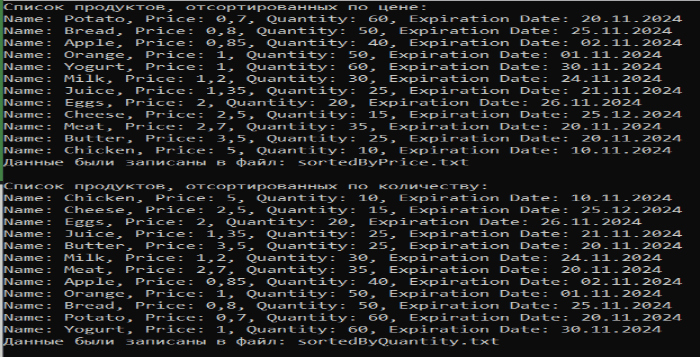 Список продуктов, отсортированных по цене:
Name: Potato, Price: 0,7, Quantity: 60, Expiration Date: 20.11.2024
Name: Bread, Price: 0,8, Quantity: 50, Expiration Date: 25.11.2024
Name: Apple, Price: 0,85, Quantity: 40, Expiration Date: 02.11.2024
Name: Orange, Price: 1, Quantity: 50, Expiration Date: 01.11.2024
Name: Yogurt, Price: 1, Quantity: 60, Expiration Date: 30.11.2024
Name: Milk, Price: 1,2, Quantity: 30, Expiration Date: 24.11.2024
Name: Juice, Price: 1,35, Quantity: 25, Expiration Date: 21.11.2024
Name: Eggs, Price: 2, Quantity: 20, Expiration Date: 26.11.2024
Name: Cheese, Price: 2,5, Quantity: 15, Expiration Date: 25.12.2024
Name: Meat, Price: 2,7, Quantity: 35, Expiration Date: 20.11.2024
Name: Butter, Price: 3,5, Quantity: 25, Expiration Date: 20.11.2024
Name: Chicken, Price: 5, Quantity: 10, Expiration Date: 10.11.2024
Данные были записаны в файл: sortedByPrice.txt
Список продуктов, отсортированных по количеству:
Name: Chicken, Price: 5, Quantity: 10, Expiration Date: 10.11.2024
Name: Cheese, Price: 2,5, Quantity: 15, Expiration Date: 25.12.2024
Name: Eggs, Price: 2, Quantity: 20, Expiration Date: 26.11.2024
Name: Juice, Price: 1,35, Quantity: 25, Expiration Date: 21.11.2024
Name: Butter, Price: 3,5, Quantity: 25, Expiration Date: 20.11.2024
Name: Milk, Price: 1,2, Quantity: 30, Expiration Date: 24.11.2024
Name: Meat, Price: 2,7, Quantity: 35, Expiration Date: 20.11.2024
Name: Apple, Price: 0,85, Quantity: 40, Expiration Date: 02.11.2024
Name: Orange, Price: 1, Quantity: 50, Expiration Date: 01.11.2024
Name: Bread, Price: 0,8, Quantity: 50, Expiration Date: 25.11.2024
Name: Potato, Price: 0,7, Quantity: 60, Expiration Date: 20.11.2024
Name: Yogurt, Price: 1, Quantity: 60, Expiration Date: 30.11.2024
Данные были записаны в файл: sortedByQuantity.txt